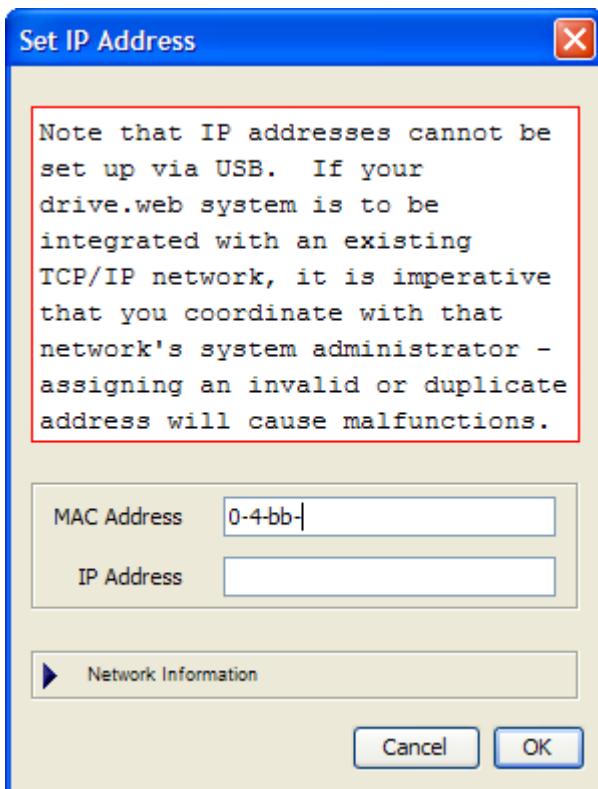 Set IP Address
Note that IP addresses cannot be
set up via USB.  If your
drive.web system is to be
integrated with an existing
TCP/IP network, it is imperative
that you coordinate with that
network's system administrator –
assigning an invalid or duplicate
address will cause malfunctions.
MAC Address 0-4-bb-
IP Address
Network Information
Cancel OK